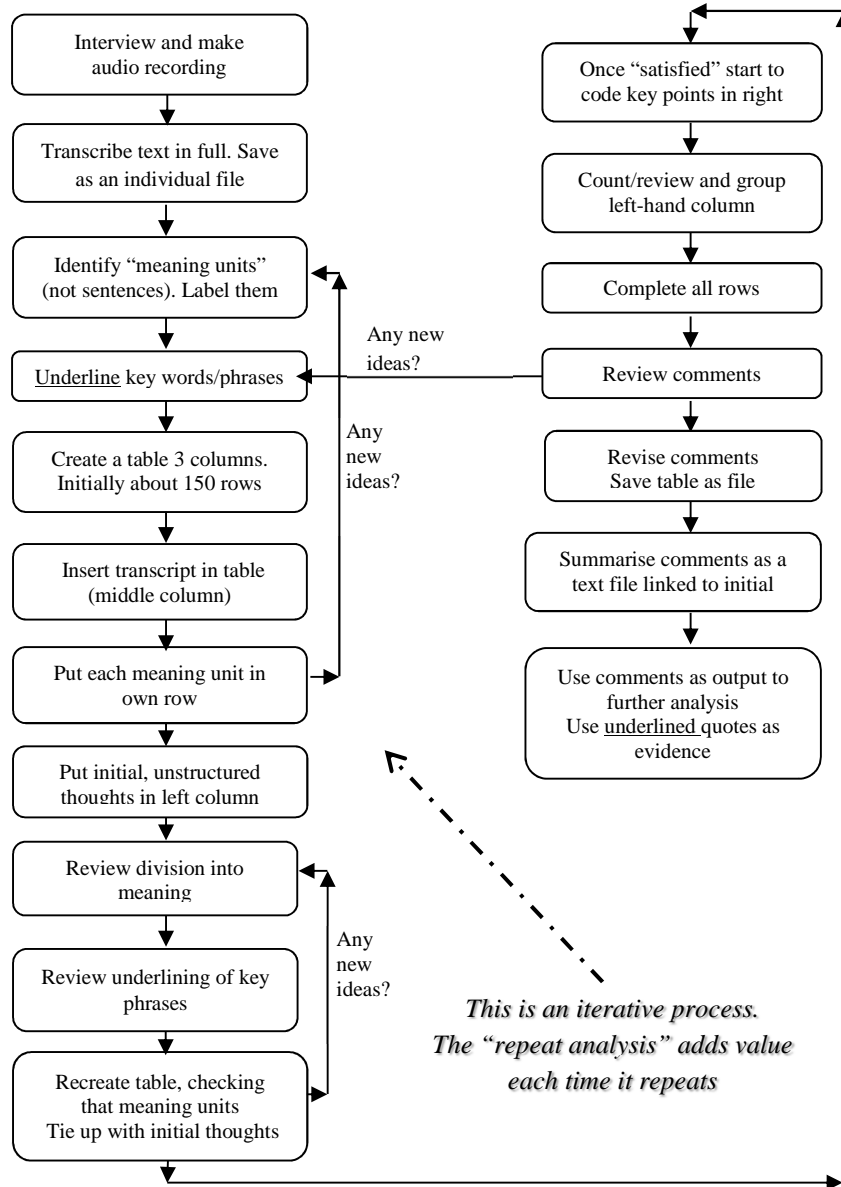 Interview and make
audio recording
Transcribe text in full. Save
as an individual file
Identify “meaning units”
(not sentences). Label them
Underline key words/phrases
Create a table 3 columns.
Initially about 150 rows
Insert transcript in table
(middle column)
Put each meaning unit in
own row
Put initial, unstructured
thoughts in left column
Review division into
meaning
Review underlining of key
phrases
Recreate table, checking
that meaning units
Tie up with initial thoughts
Any new
ideas?
Any
new
ideas?
Any
new
ideas?
Once “satisfied” start to
code key points in right
Count/review and group
left-hand column
Complete all rows
Review comments
Revise comments
Save table as file
Summarise comments as a
text file linked to initial
Use comments as output to
further analysis
Use underlined quotes as
evidence
This is an iterative process.
The “repeat analysis” adds value
each time it repeats